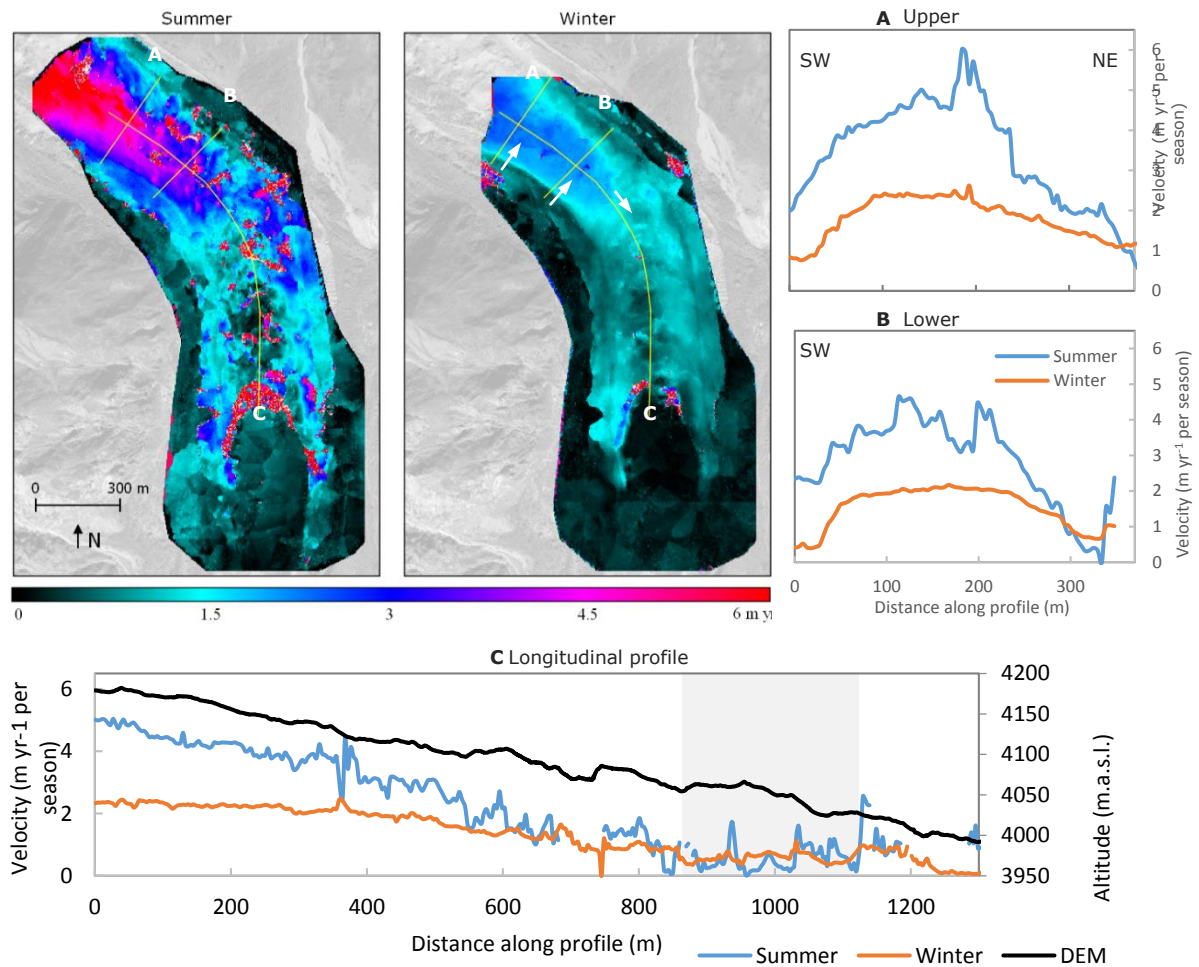 Summer
Winter
A
B
C
0 300 m
N
A
B
C
0 1.5 3 4.5 6 m y
A Upper
SW NE
6
5
4
3
2
1
0
Velocity (m yr-1 per
season)
B Lower
SW
Summer
Winter
6
5
4
3
2
1
0
Velocity (m yr-1 per season)
0 100 200 300
Distance along profile (m)
C Longitudinal profile
Velocity (m yr-1 per
season)
6
4
2
0
4200
4150
4100
4050
4000
3950
Altitude (m.a.s.l.)
0 200 400 600 800 1000 1200
Distance along profile (m)
Summer Winter DEM